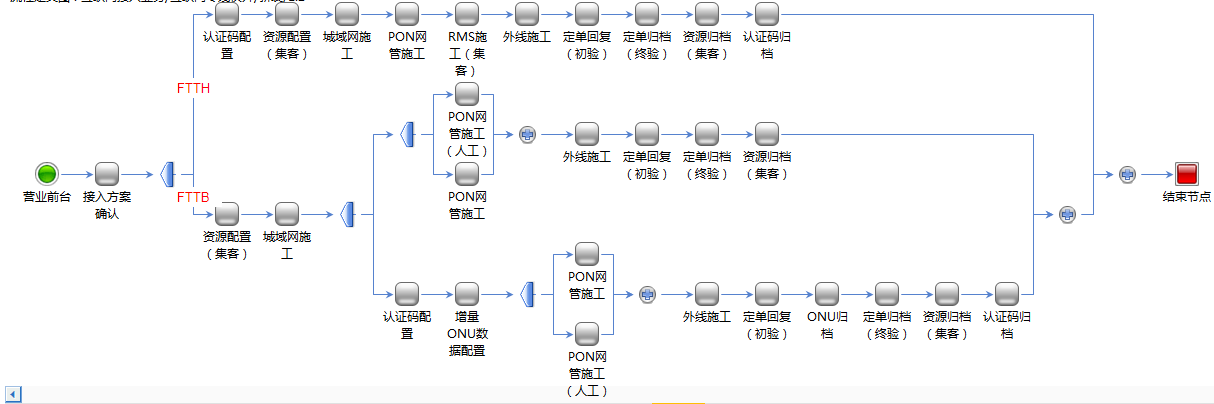 认证码配
置
资源配置
（集客）
城域网施
工
PON网
管施工
RMS施
工（集
客）
外线施工
定单回复
（初验）
定单归档
（终验）
资源归档
（集客）
认证码归
档
FTTH
PON网
管施工
（人工）
PON网
管施工
外线施工
定单回复
（初验）
定单归档
（终验）
资源归档
（集客）
营业前台
接入方案
确认
FTTB
结束节点
资源配置
（集客）
城域网施
工
认证码配
置
增量
ONU数
据配置
PON网
管施工
PON网
管施工
（人工）
外线施工
定单回复
（初验）
ONU归
档
定单归档
（终验）
资源归档
（集客）
认证码归
档